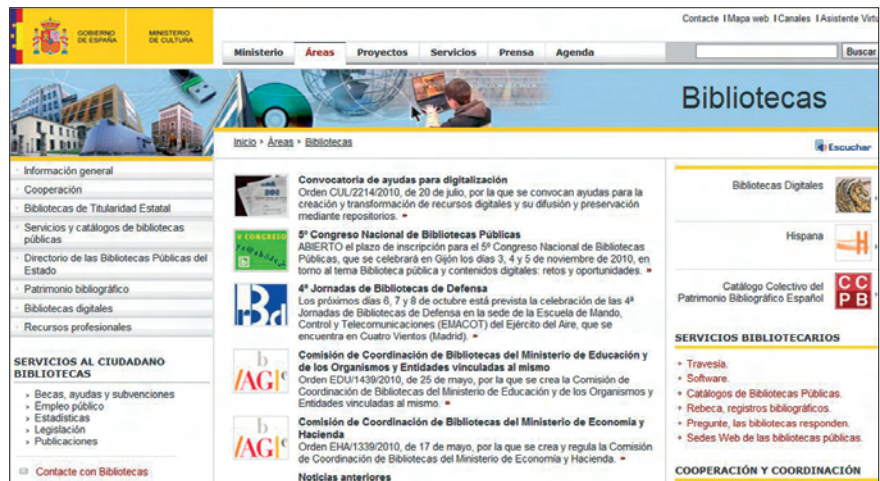 GOBIERNO
DE ESPAÑA
MINISTERIO
DE CULTURA
Contacte | Mapa web | Canales | Asistente Virtu
Ministerio Áreas Proyectos Servicios Prensa Agenda
Buscar
Bibliotecas
Inicio Áreas Bibliotecas
Escuchar
Información general
Cooperación
Bibliotecas de Titularidad Estatal
Servicios y catálogos de bibliotecas
públicas
Directorio de las Bibliotecas Públicas del
Estado
Patrimonio bibliográfico
Bibliotecas digitales
Recursos profesionales
SERVICIOS AL CIUDADANO
BIBLIOTECAS
Becas, ayudas y subvenciones
Empleo público
Estadísticas
Legislación
Publicaciones
Contacte con Bibliotecas
Convocatoria de ayudas para digitalización
Orden CUL/2214/2010, de 20 de julio, por la que se convocan ayudas para la
creación y transformación de recursos digitales y su difusión y preservación
mediante repositorios.
V CONGRESO
5º Congreso Nacional de Bibliotecas Públicas
ABIERTO el plazo de inscripción para el 5º Congreso Nacional de Bibliotecas
Públicas, que se celebrará en Gijón los días 3, 4 y 5 de noviembre de 2010, en
torno al tema Biblioteca pública y contenidos digitales: retos y oportunidades.
rBd
4ª Jornadas de Bibliotecas de Defensa
Los próximos días 6, 7 y 8 de octubre está prevista la celebración de las 4ª
Jornadas de Bibliotecas de Defensa en la sede de la Escuela de Mando,
Control y Telecomunicaciones (EMACOT) del Ejército del Aire, que se
encuentra en Cuatro Vientos (Madrid).
b
/AG|e
Comisión de Coordinación de Bibliotecas del Ministerio de Educación y
de los Organismos y Entidades vinculadas al mismo
Orden EDU/1439/2010, de 25 de mayo, por la que se crea la Comisión de
Coordinación de Bibliotecas del Ministerio de Educación y de los Organismos y
Entidades vinculadas al mismo.
b
/AG|e
Comisión de Coordinación de Bibliotecas del Ministerio de Economía y
Hacienda
Orden EHA/1339/2010, de 17 de mayo, por la que se crea y regula la Comisión
de Coordinación de Bibliotecas del Ministerio de Economía y Hacienda.
Noticias anteriores
Bibliotecas Digitales
Hispana
Catálogo Colectivo del
Patrimonio Bibliográfico Español
CC
PB
SERVICIOS BIBLIOTECARIOS
Travesía.
Software.
Catálogos de Bibliotecas Públicas.
Rebeca, registros bibliográficos.
Pregunte, las bibliotecas responden.
Sedes Web de las bibliotecas públicas.
COOPERACIÓN Y COORDINACIÓN